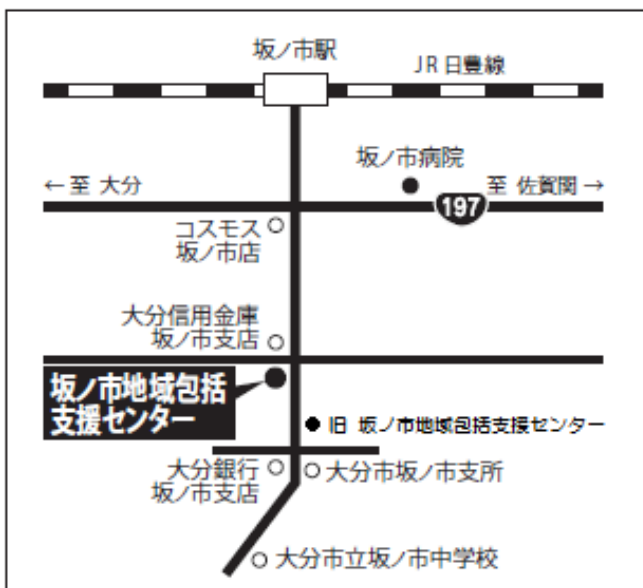 坂ノ市駅
JR日豊線
坂ノ市病院
←至 大分
至 佐賀関→
197
コスモス
坂ノ市店
大分信用金庫
坂ノ市支店
坂ノ市地域包括
支援センター
旧 坂ノ市地域包括支援センター
大分銀行
坂ノ市支店
大分市坂ノ市支所
大分市立坂ノ市中学校